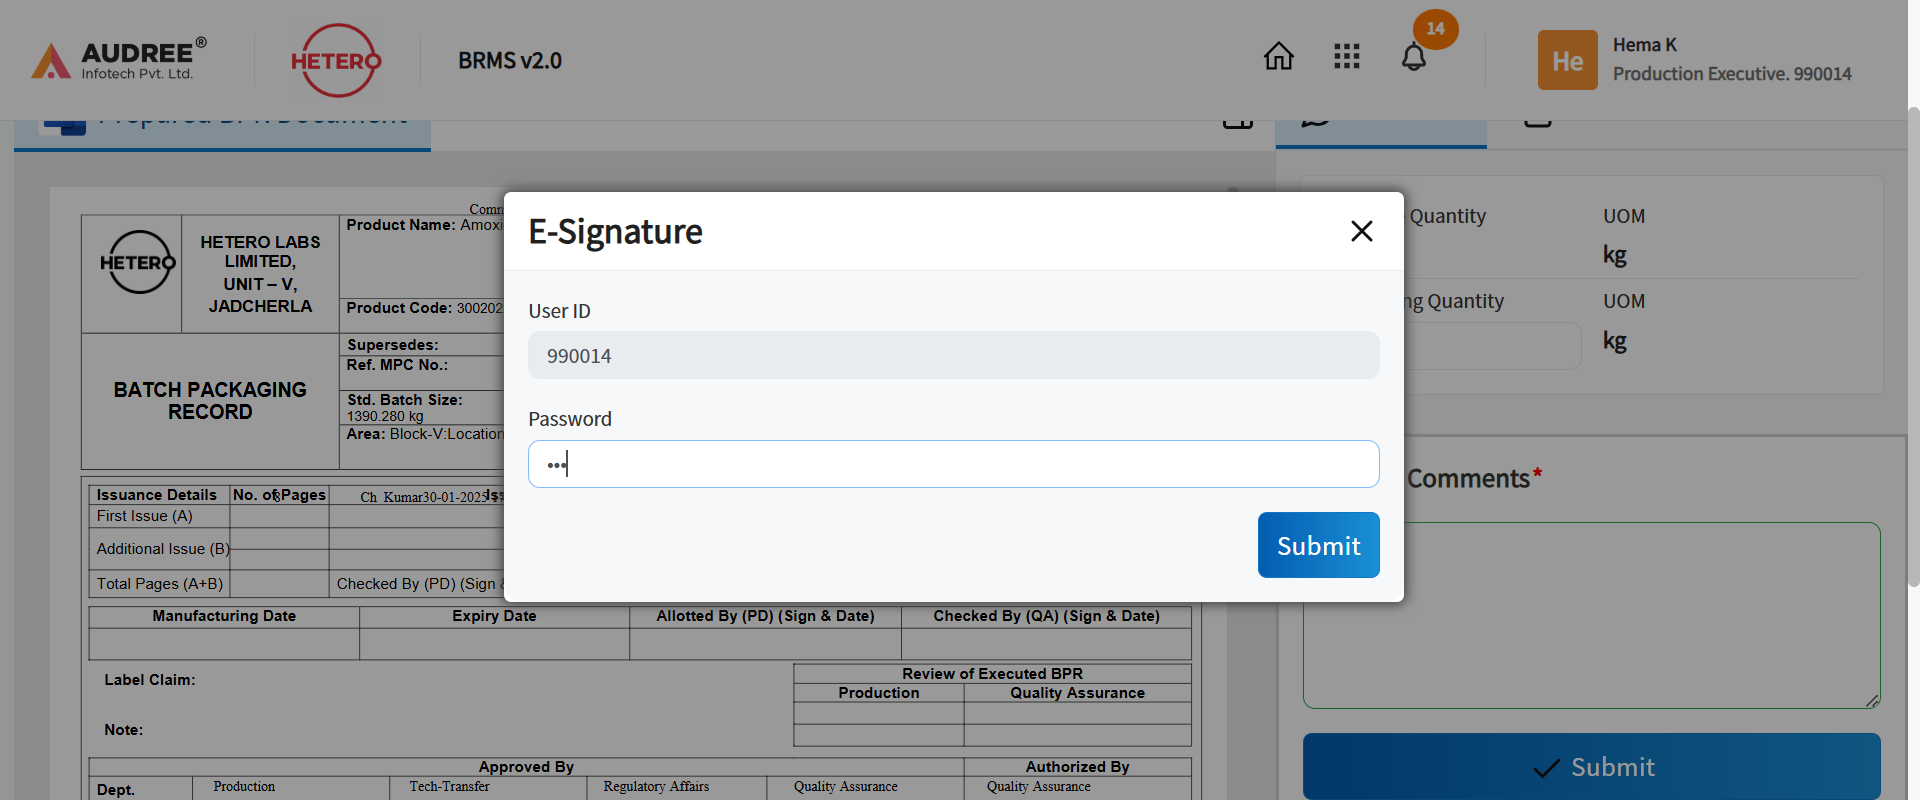 AUDREE®
Infotech Pvt. Ltd.
HETERO
BRMS v2.0
14
He
Hema K
Production Executive. 990014
Prepared BPR Document
HETERO
HETERO LABS
LIMITED,
UNIT – V,
JADCHERLA
Product Name:
Product Code: 300202
BATCH PACKAGING
RECORD
Supersedes:
Ref. MPC No.:
Std. Batch Size:
1390.280 kg
Area: Block-V:Location
E-Signature
User ID
990014
Password
•••
Submit
Quantity
UOM
kg
Quantity
UOM
kg
Comments*
Submit
Issuance Details
No. of Pages
Ch Kumar30-01-2025
First Issue (A)
Additional Issue (B)
Total Pages (A+B)
Checked By (PD) (Sign
Manufacturing Date
Expiry Date
Allotted By (PD) (Sign & Date)
Checked By (QA) (Sign & Date)
Label Claim:
Note:
Review of Executed BPR
Production
Quality Assurance
Approved By
Authorized By
Dept.
Production
Tech-Transfer
Regulatory Affairs
Quality Assurance
Quality Assurance